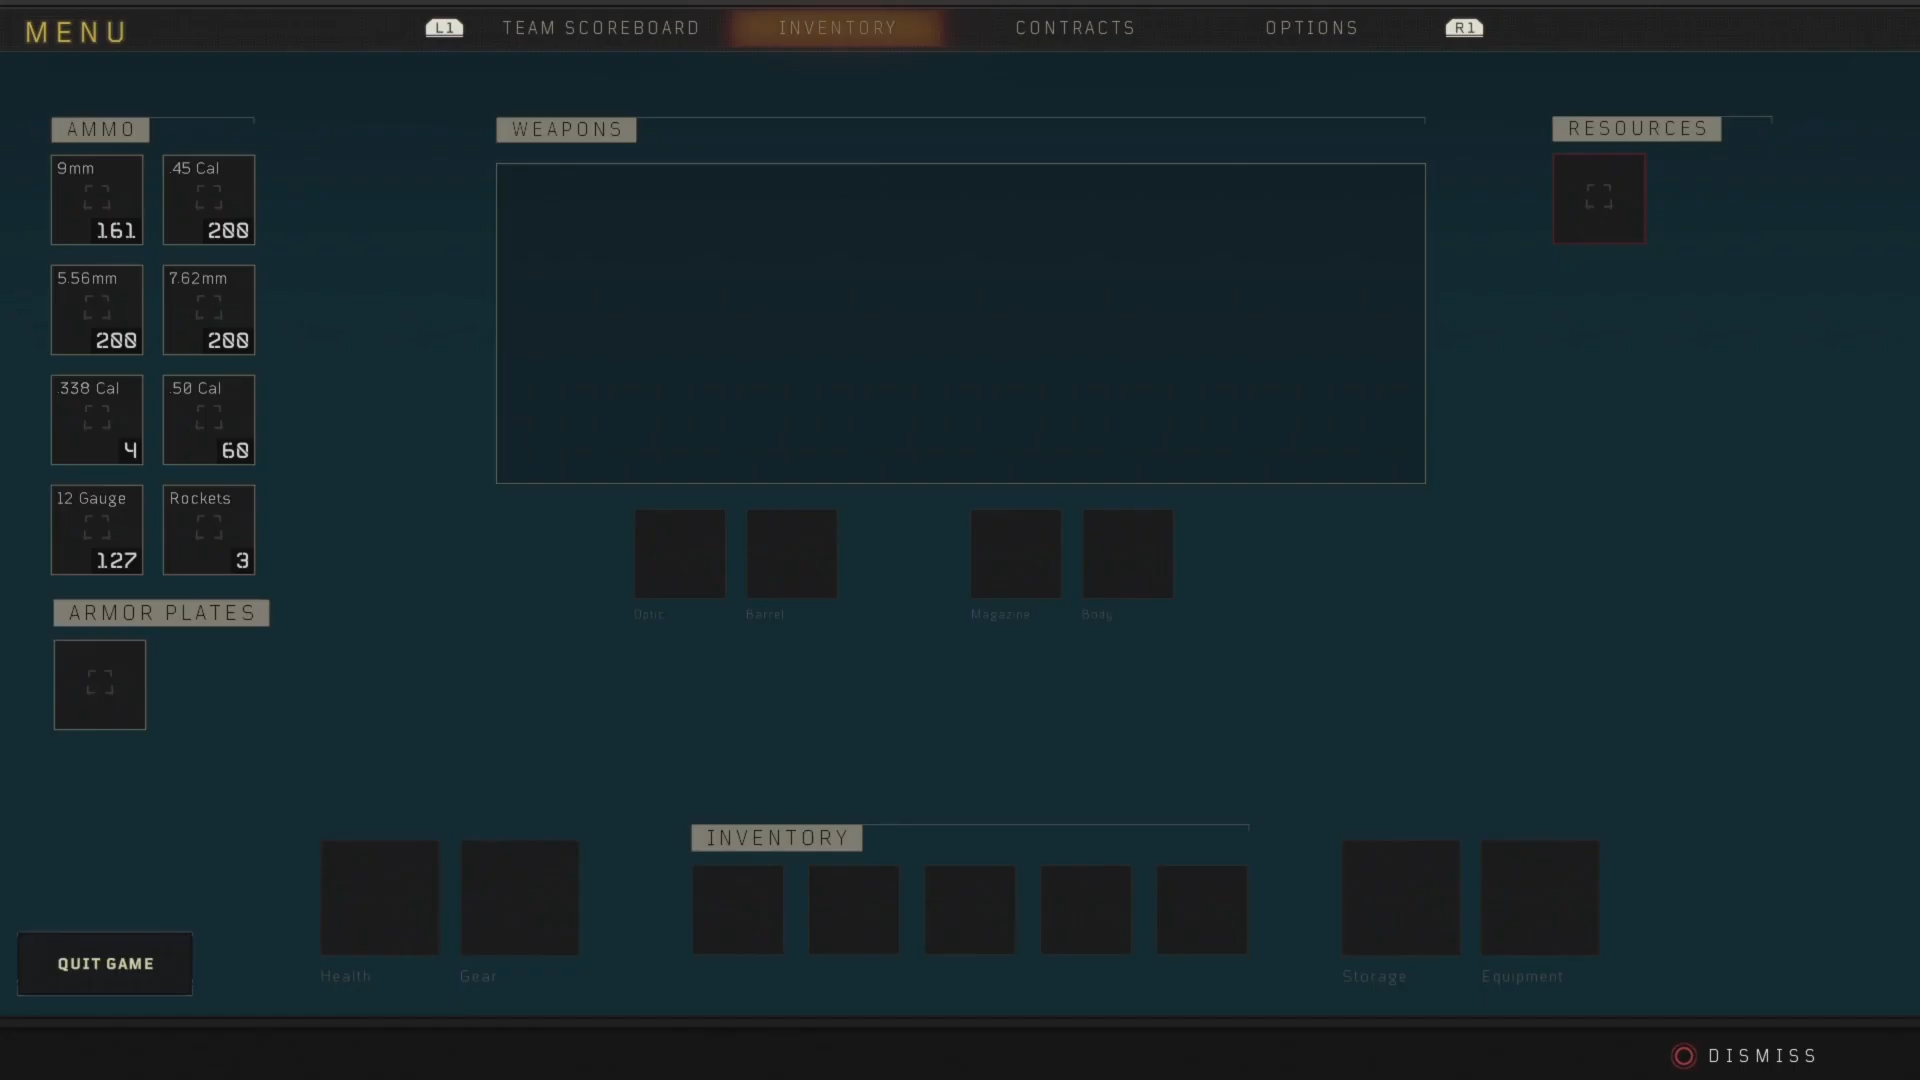 MENU
L1 TEAM SCOREBOARD INVENTORY CONTRACTS OPTIONS R1
AMMO
9mm
161
.45 Cal
200
5.56mm
200
7.62mm
200
.338 Cal
4
.50 Cal
60
12 Gauge
127
Rockets
3
ARMOR PLATES
WEAPONS
Optic
Barrel
Magazine
Body
RESOURCES
Health
Gear
INVENTORY
Storage
Equipment
QUIT GAME
DISMISS